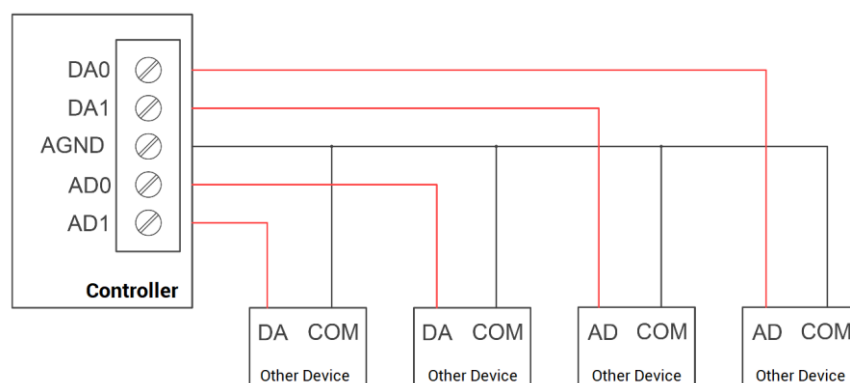 DA0
DA1
AGND
AD0
AD1
Controller
DA COM
Other Device
DA COM
Other Device
AD COM
Other Device
AD COM
Other Device